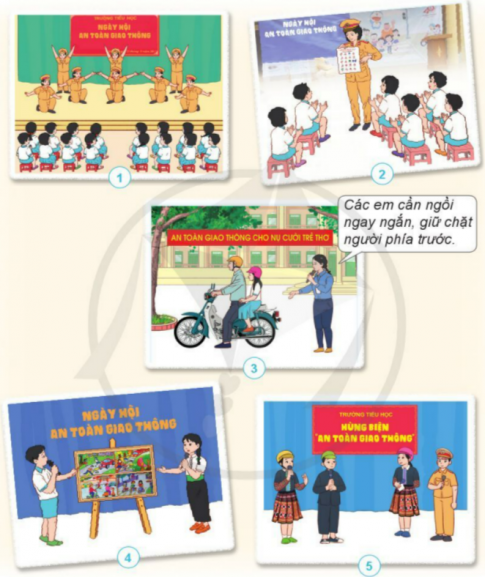 TRƯỜNG TIỂU HỌC
NGÀY HỘI
AN TOÀN GIAO THÔNG
1
NGÀY HỘI
AN TOÀN GIAO THÔNG
2
Các em cần ngồi
ngay ngắn, giữ chặt
người phía trước.
AN TOÀN GIAO THÔNG CHO NỤ CƯỜI TRẺ THƠ
3
NGÀY HỘI
AN TOÀN GIAO THÔNG
4
TRƯỜNG TIỂU HỌC
HÙNG BIỆN
"AN TOÀN GIAO THÔNG"
5